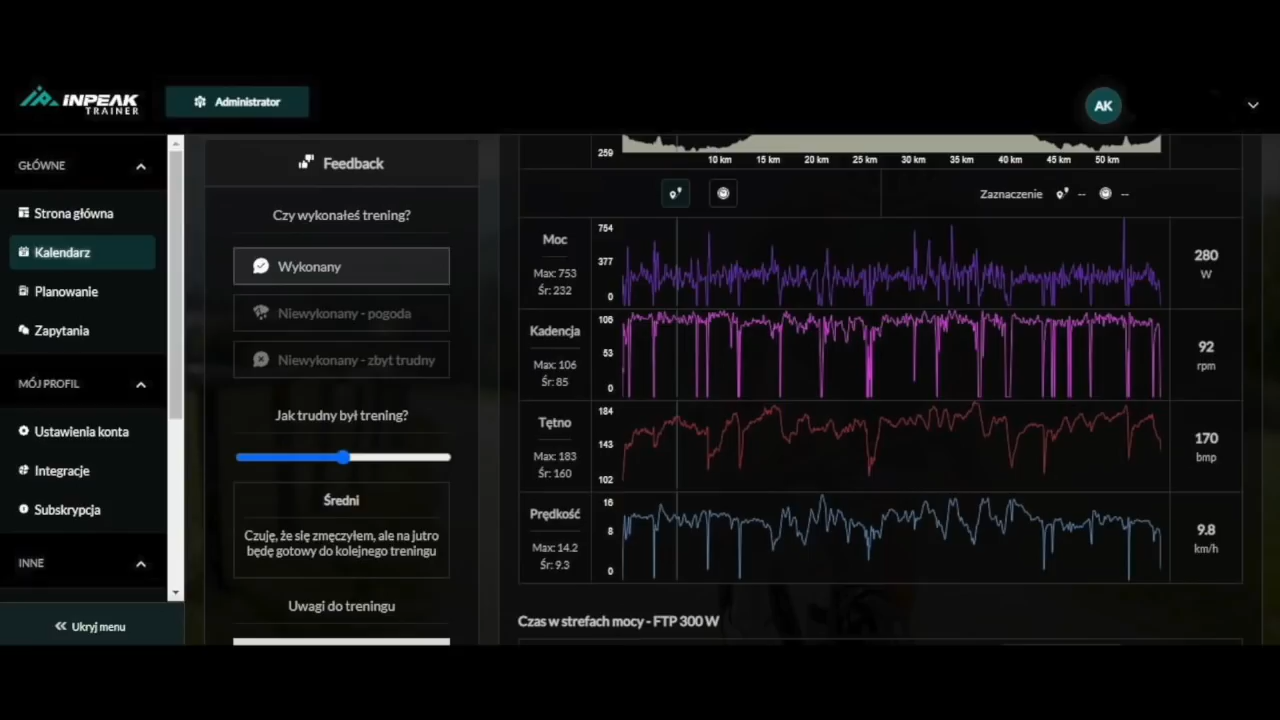 INPEAK
TRAINER
Administrator
AK
GŁÓWNE
Strona główna
Kalendarz
Planowanie
Zapytania
MÓJ PROFIL
Ustawienia konta
Integracje
Subskrypcja
INNE
Ukryj menu
Feedback
Czy wykonałeś trening?
Wykonany
Niewykonany - pogoda
Niewykonany - zbyt trudny
Jak trudny był trening?
Średni
Czuję, że się zmęczyłem, ale na jutro
będę gotowy do kolejnego treningu
Uwagi do treningu
259
10 km 15 km 20 km 25 km 30 km 35 km 40 km 45 km 50 km
Zaznaczenie -- --
Moc
Max: 753
Śr: 232
754
377
0
280
W
Kadencja
Max: 106
Śr: 85
106
53
0
92
rpm
Tętno
Max: 183
Śr: 160
184
143
102
170
bmp
Prędkość
Max: 14.2
Śr: 9.3
16
8
0
9.8
km/h
Czas w strefach mocy - FTP 300 W